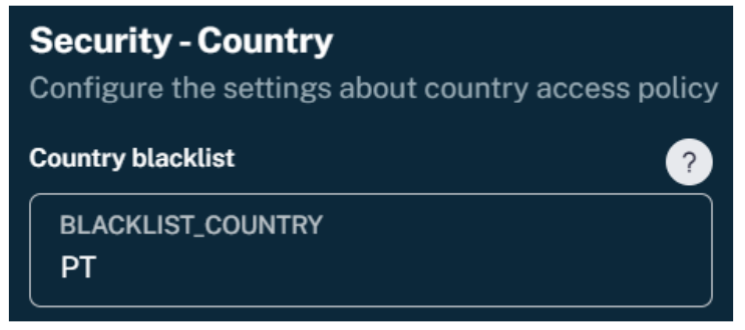 Security - Country
Configure the settings about country access policy
Country blacklist
?
BLACKLIST_COUNTRY
PT